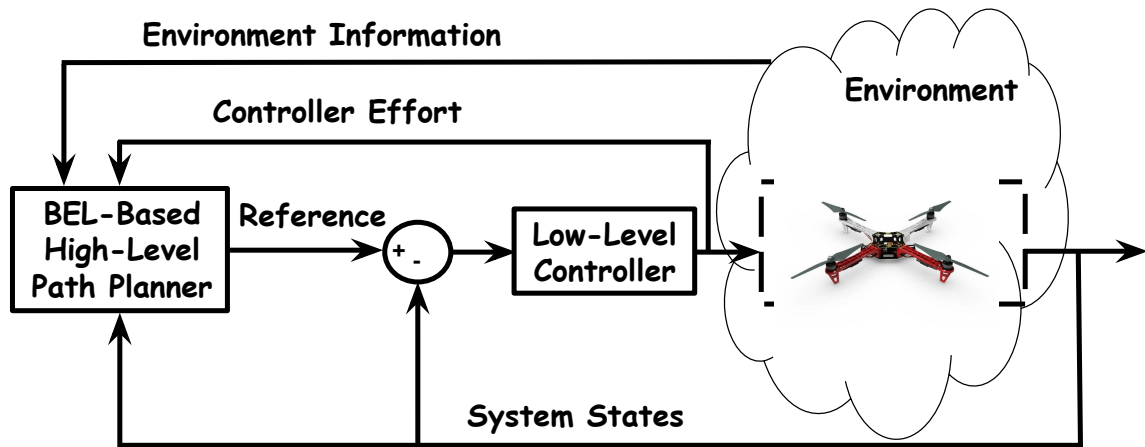 Environment Information
Environment
Controller Effort
BEL-Based
High-Level
Path Planner
Reference
+
-
Low-Level
Controller
System States